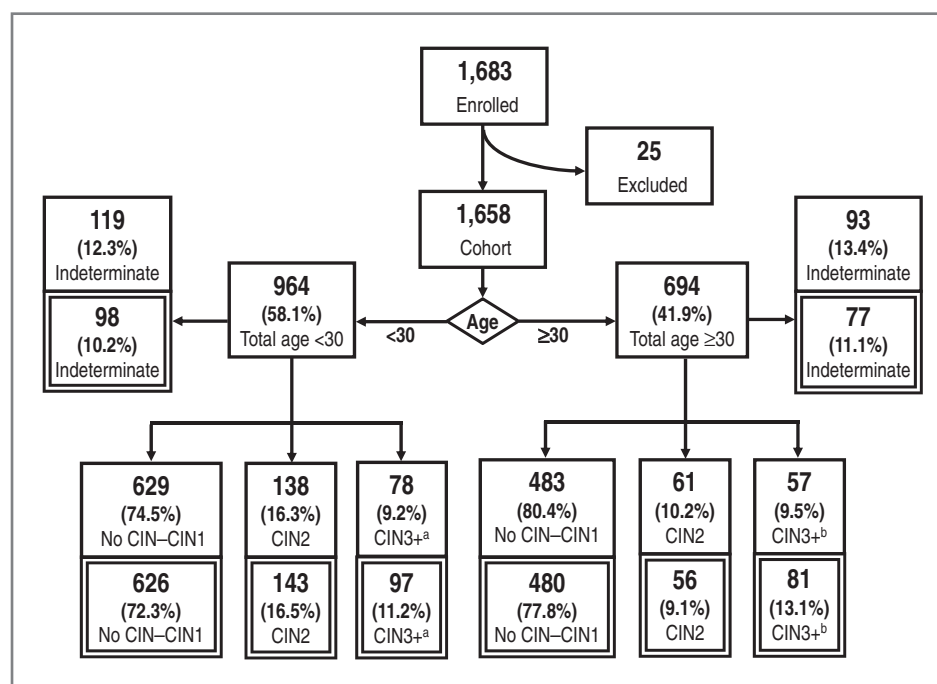 1,683
Enrolled
25
Excluded
1,658
Cohort
119
(12.3%)
Indeterminate
98
(10.2%)
Indeterminate
964
(58.1%)
Total age <30
<30
Age
≥30
694
(41.9%)
Total age ≥30
93
(13.4%)
Indeterminate
77
(11.1%)
Indeterminate
629
(74.5%)
No CIN–CIN1
626
(72.3%)
No CIN–CIN1
138
(16.3%)
CIN2
143
(16.5%)
CIN2
78
(9.2%)
CIN3+ᵃ
97
(11.2%)
CIN3+ᵃ
483
(80.4%)
No CIN–CIN1
480
(77.8%)
No CIN–CIN1
61
(10.2%)
CIN2
56
(9.1%)
CIN2
57
(9.5%)
CIN3+ᵇ
81
(13.1%)
CIN3+ᵇ